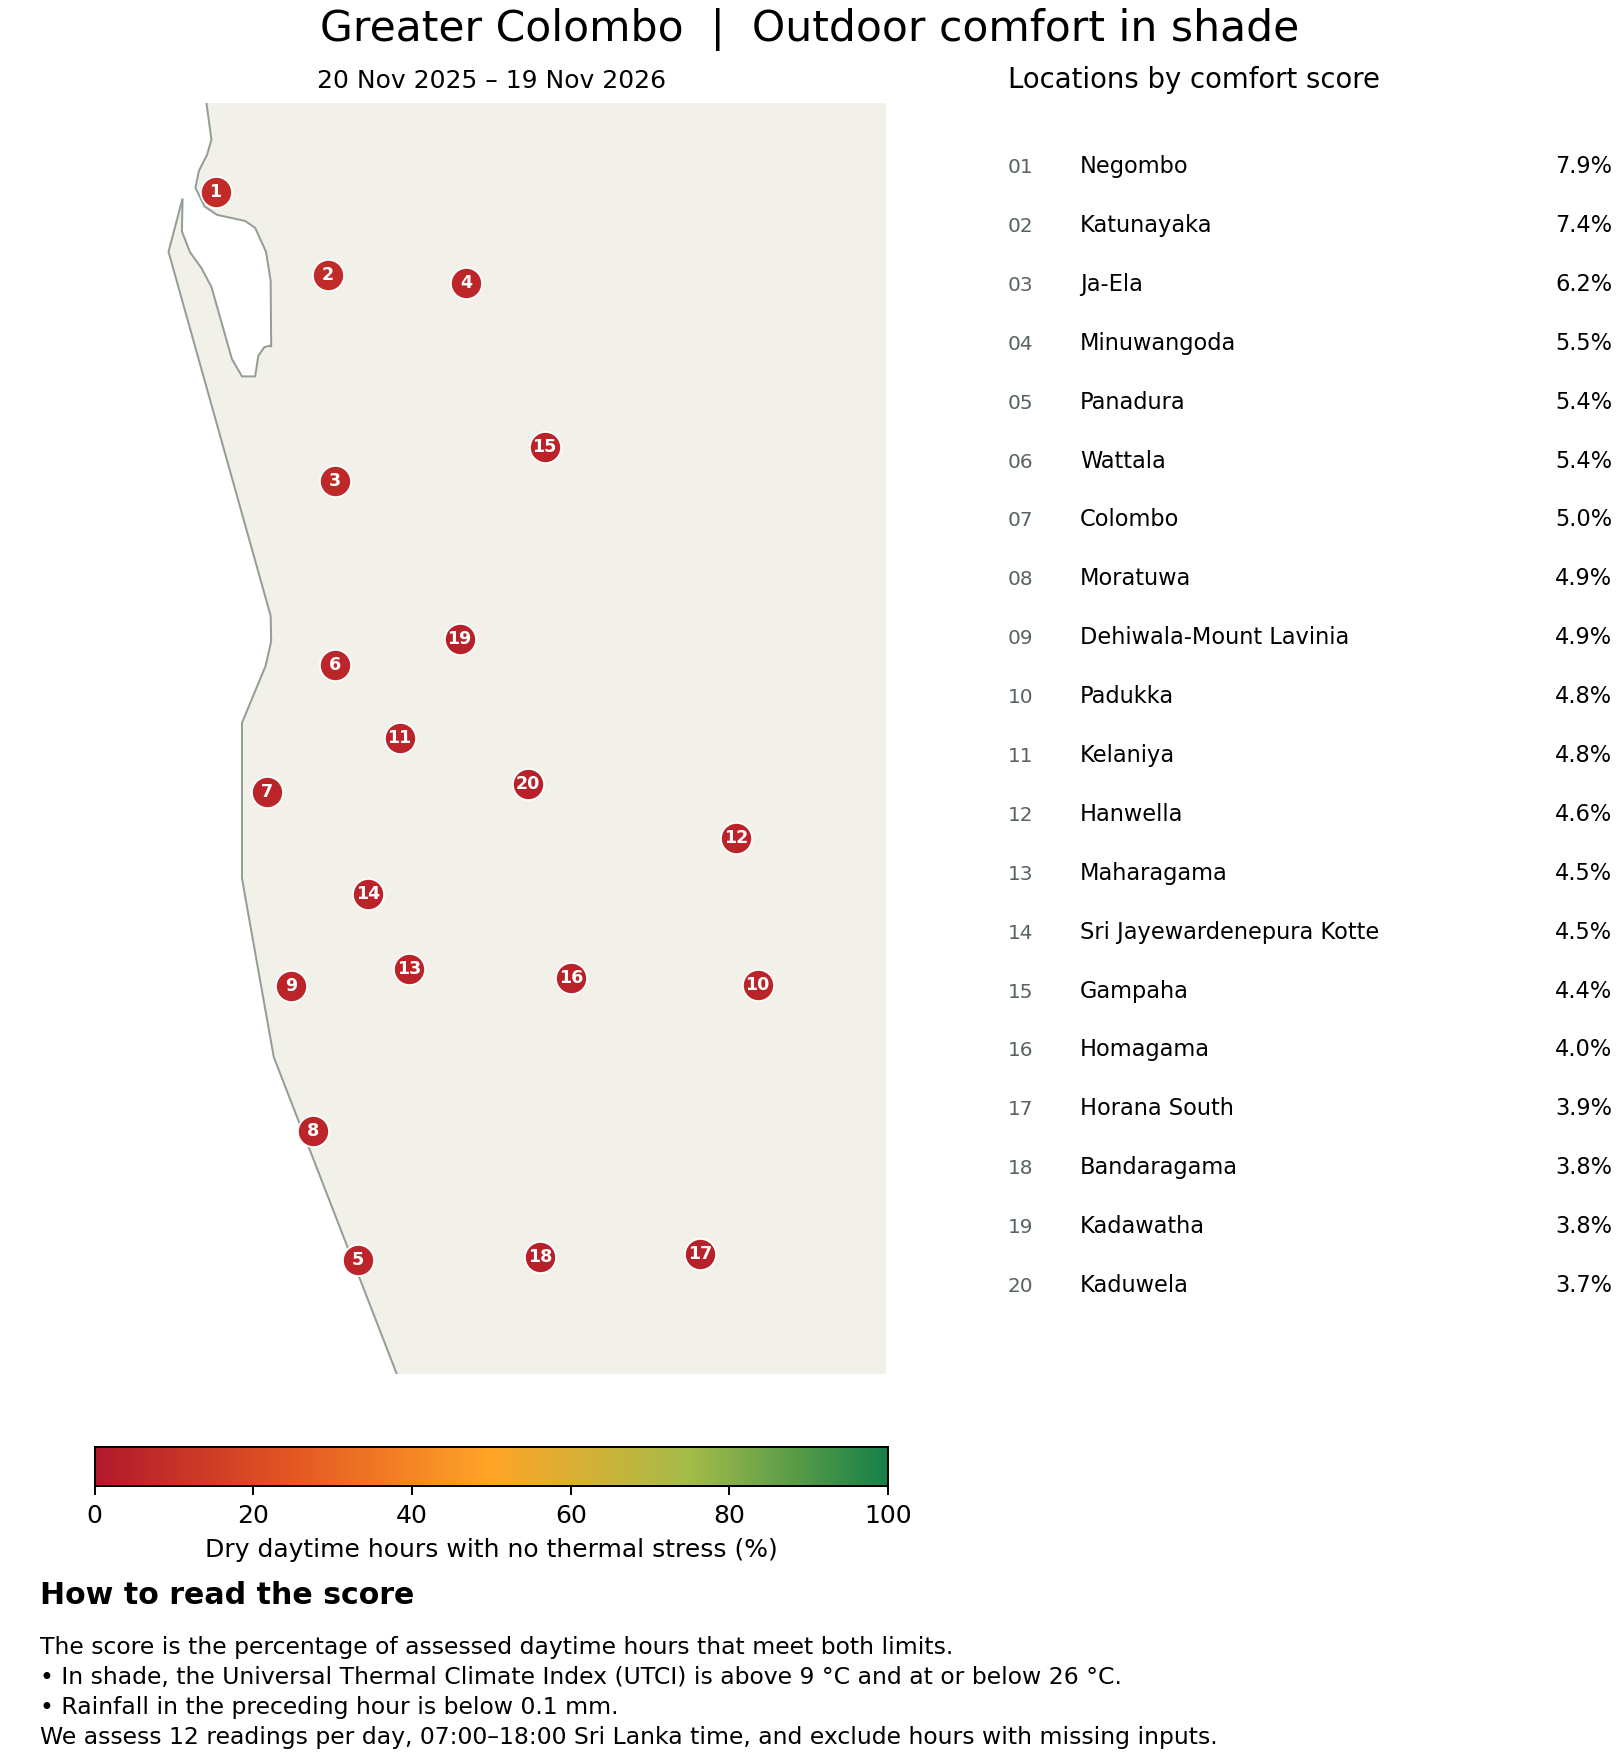 Greater Colombo | Outdoor comfort in shade
20 Nov 2025 – 19 Nov 2026
1
2
4
15
3
19
6
11
20
7
12
14
13
16
10
9
8
5
18
17
Locations by comfort score
01 Negombo 7.9%
02 Katunayaka 7.4%
03 Ja-Ela 6.2%
04 Minuwangoda 5.5%
05 Panadura 5.4%
06 Wattala 5.4%
07 Colombo 5.0%
08 Moratuwa 4.9%
09 Dehiwala-Mount Lavinia 4.9%
10 Padukka 4.8%
11 Kelaniya 4.8%
12 Hanwella 4.6%
13 Maharagama 4.5%
14 Sri Jayewardenepura Kotte 4.5%
15 Gampaha 4.4%
16 Homagama 4.0%
17 Horana South 3.9%
18 Bandaragama 3.8%
19 Kadawatha 3.8%
20 Kaduwela 3.7%
0 20 40 60 80 100
Dry daytime hours with no thermal stress (%)
How to read the score
The score is the percentage of assessed daytime hours that meet both limits.
• In shade, the Universal Thermal Climate Index (UTCI) is above 9 °C and at or below 26 °C.
• Rainfall in the preceding hour is below 0.1 mm.
We assess 12 readings per day, 07:00–18:00 Sri Lanka time, and exclude hours with missing inputs.